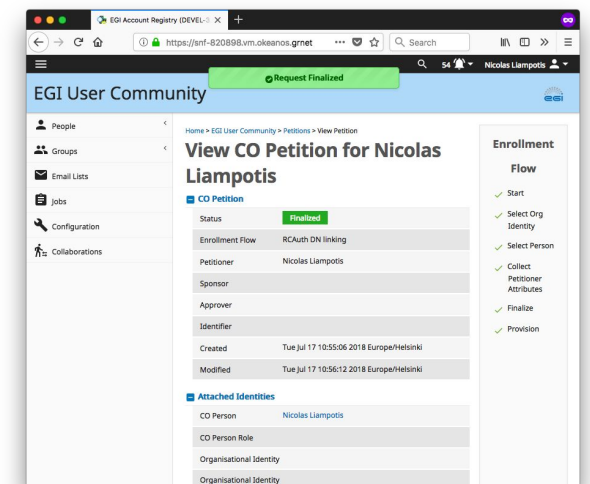 EGI Account Registry (DEVEL-3
https://snf-820898.vm.okeanos.grnet
Search
Request Finalized
54
Nicolas Liampotis
EGI User Community
egi
People
Groups
Email Lists
Jobs
Configuration
Collaborations
Home > EGI User Community > Petitions > View Petition
View CO Petition for Nicolas
Liampotis
CO Petition
Status Finalized
Enrollment Flow RCAuth DN linking
Petitioner Nicolas Liampotis
Sponsor
Approver
Identifier
Created Tue Jul 17 10:55:06 2018 Europe/Helsinki
Modified Tue Jul 17 10:56:12 2018 Europe/Helsinki
Attached Identities
CO Person Nicolas Liampotis
CO Person Role
Organisational Identity
Organisational Identity
Enrollment
Flow
Start
Select Org
Identity
Select Person
Collect
Petitioner
Attributes
Finalize
Provision